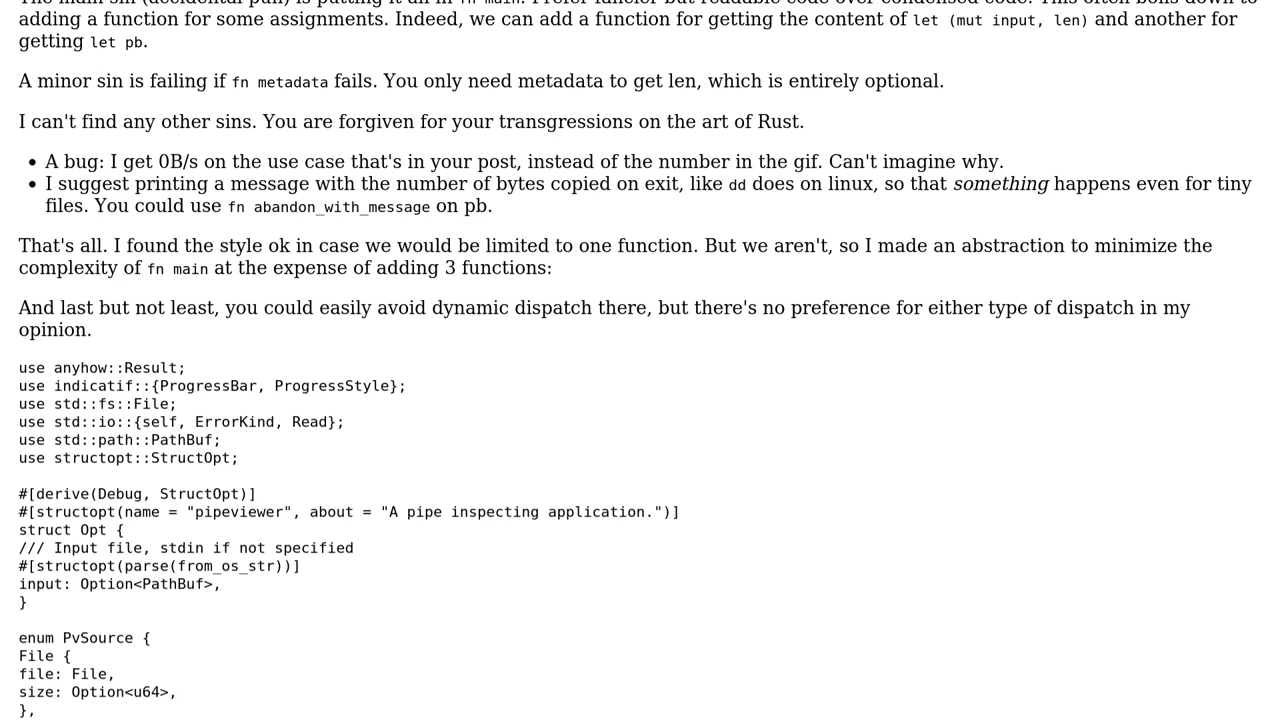 adding a function for some assignments. Indeed, we can add a function for getting the content of let (mut input, len) and another for
getting let pb.
A minor sin is failing if fn metadata fails. You only need metadata to get len, which is entirely optional.
I can't find any other sins. You are forgiven for your transgressions on the art of Rust.
• A bug: I get 0B/s on the use case that's in your post, instead of the number in the gif. Can't imagine why.
• I suggest printing a message with the number of bytes copied on exit, like dd does on linux, so that something happens even for tiny
files. You could use fn abandon_with_message on pb.
That's all. I found the style ok in case we would be limited to one function. But we aren't, so I made an abstraction to minimize the
complexity of fn main at the expense of adding 3 functions:
And last but not least, you could easily avoid dynamic dispatch there, but there's no preference for either type of dispatch in my
opinion.
use anyhow::Result;
use indicatif::{ProgressBar, ProgressStyle};
use std::fs::File;
use std::io::{self, ErrorKind, Read};
use std::path::PathBuf;
use structopt::StructOpt;
#[derive(Debug, StructOpt)]
#[structopt(name = "pipeviewer", about = "A pipe inspecting application.")]
struct Opt {
/// Input file, stdin if not specified
#[structopt(parse(from_os_str))]
input: Option<PathBuf>,
}
enum PvSource {
File {
file: File,
size: Option<u64>,
},